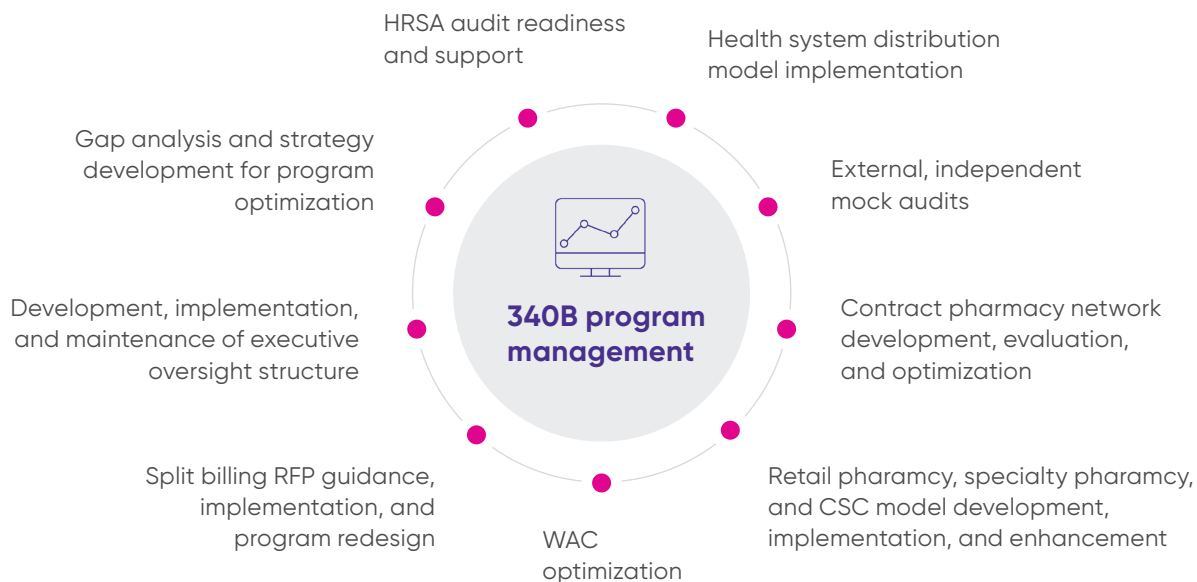 HRSA audit readiness
and support
Health system distribution
model implementation
Gap analysis and strategy
development for program
optimization
External, independent
mock audits
340B program
management
Development, implementation,
and maintenance of executive
oversight structure
Contract pharmacy network
development, evaluation,
and optimization
Split billing RFP guidance,
implementation, and
program redesign
WAC
optimization
Retail pharamcy, specialty pharamcy,
and CSC model development,
implementation, and enhancement